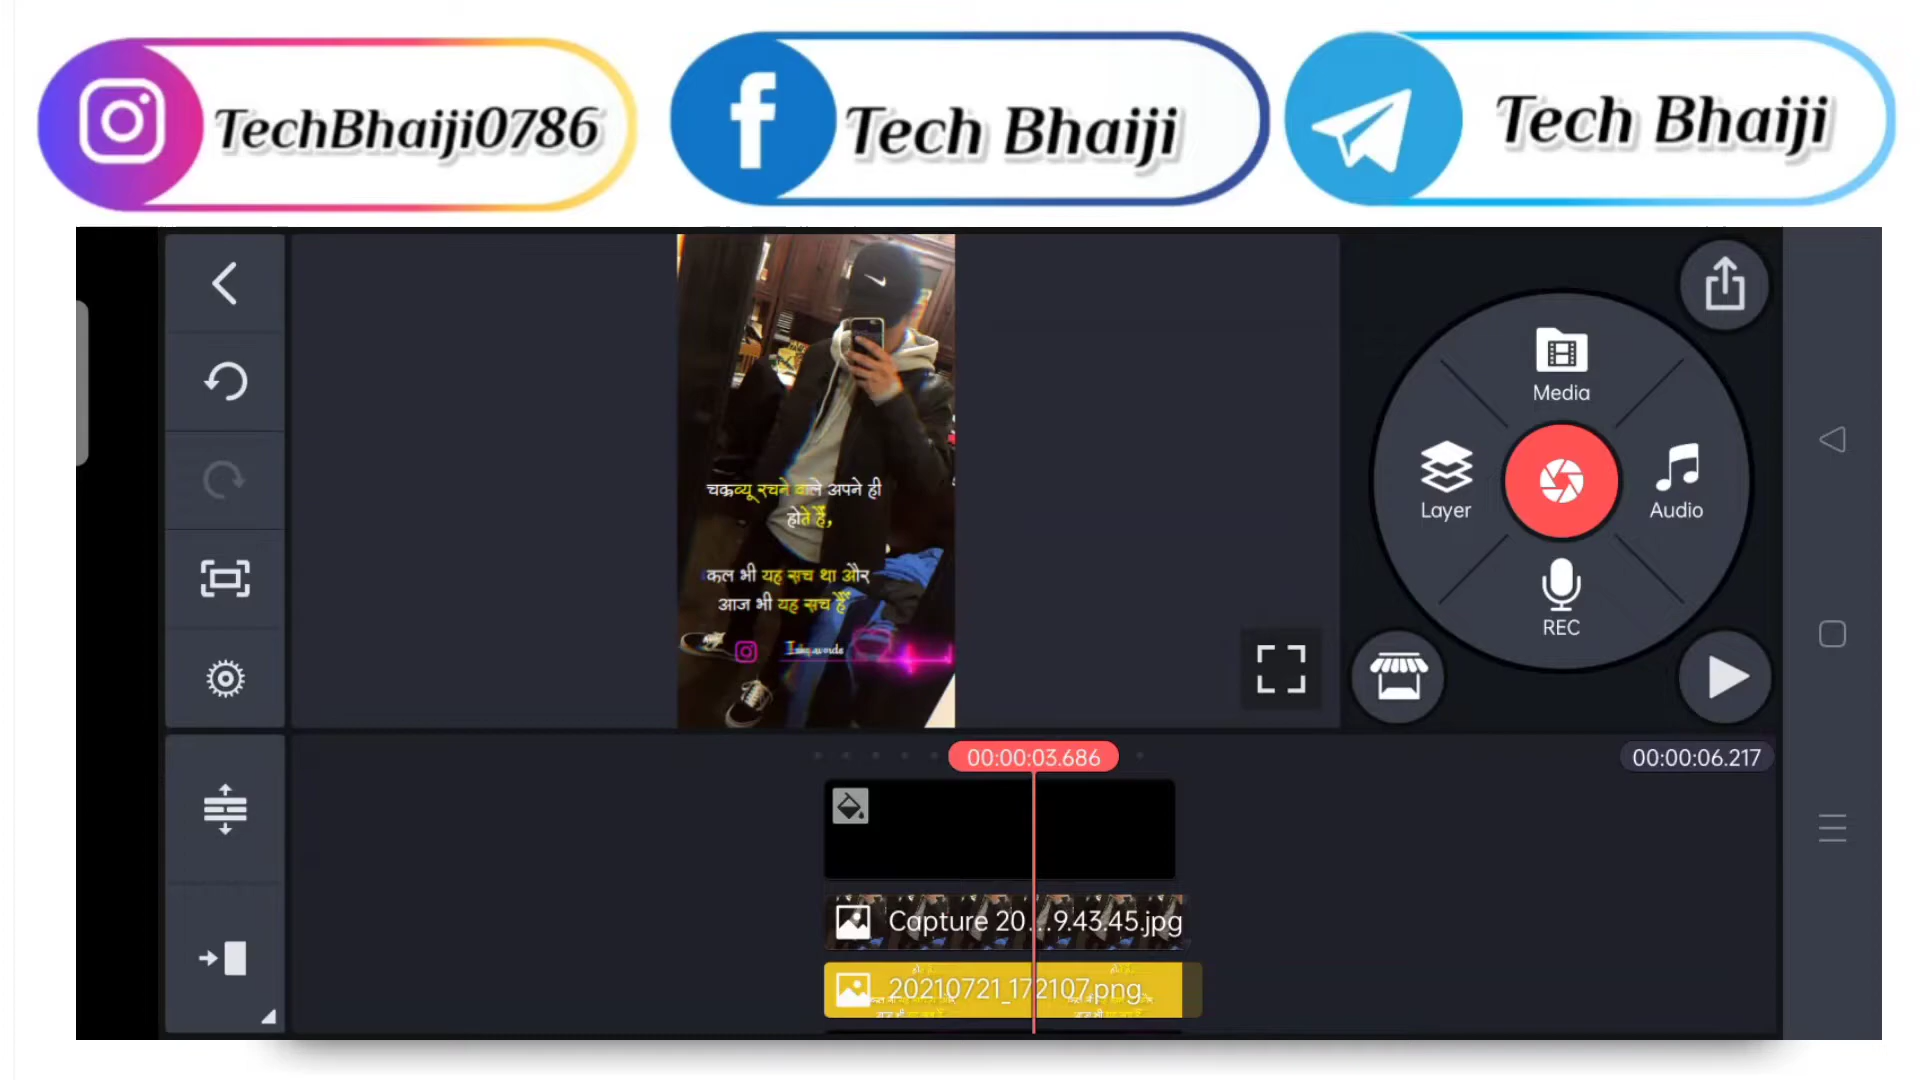 TechBhaiji0786
Tech Bhaiji
Tech Bhaiji
चक्रव्यू रचने वाले अपने ही
होते हैं,
कल भी यह सच था और
आज भी यह सच हैं
Media
Layer
Audio
REC
00:00:03.686
00:00:06.217
Capture 20...9.43.45.jpg
20210721_172107.png